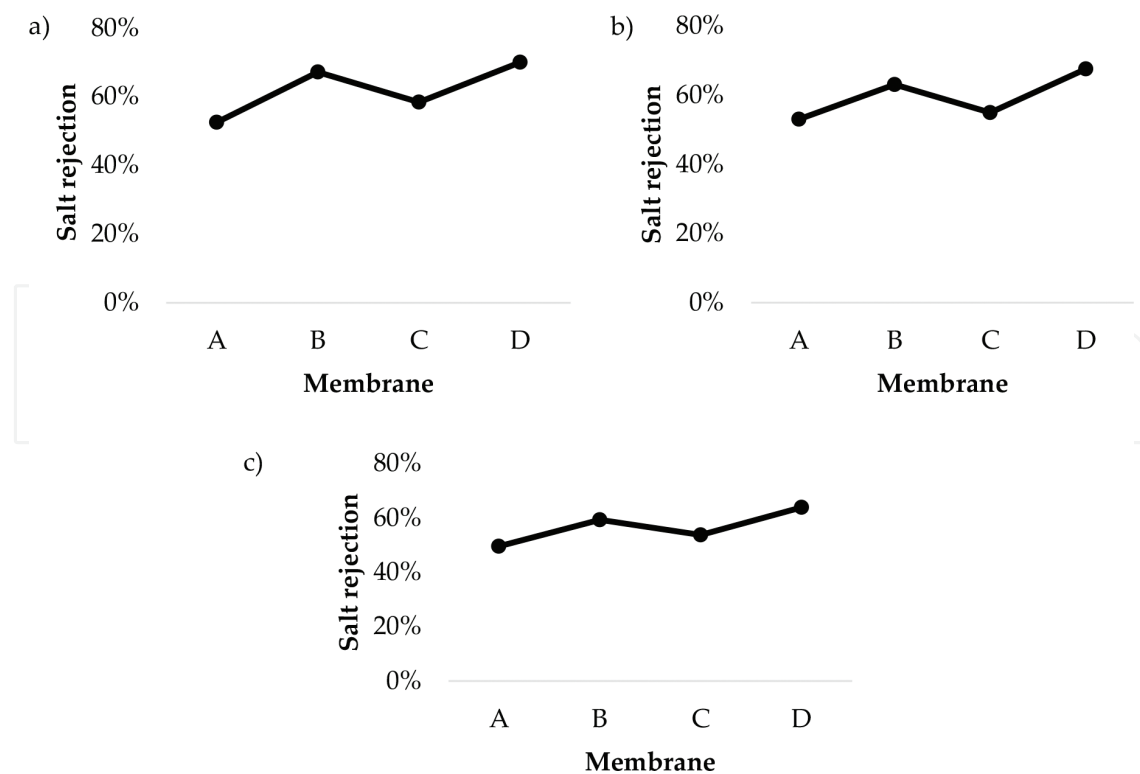 a)
80%
60%
40%
20%
0%
Salt rejection
A B C D
Membrane
b)
80%
60%
40%
20%
0%
Salt rejection
A B C D
Membrane
c)
80%
60%
40%
20%
0%
Salt rejection
A B C D
Membrane